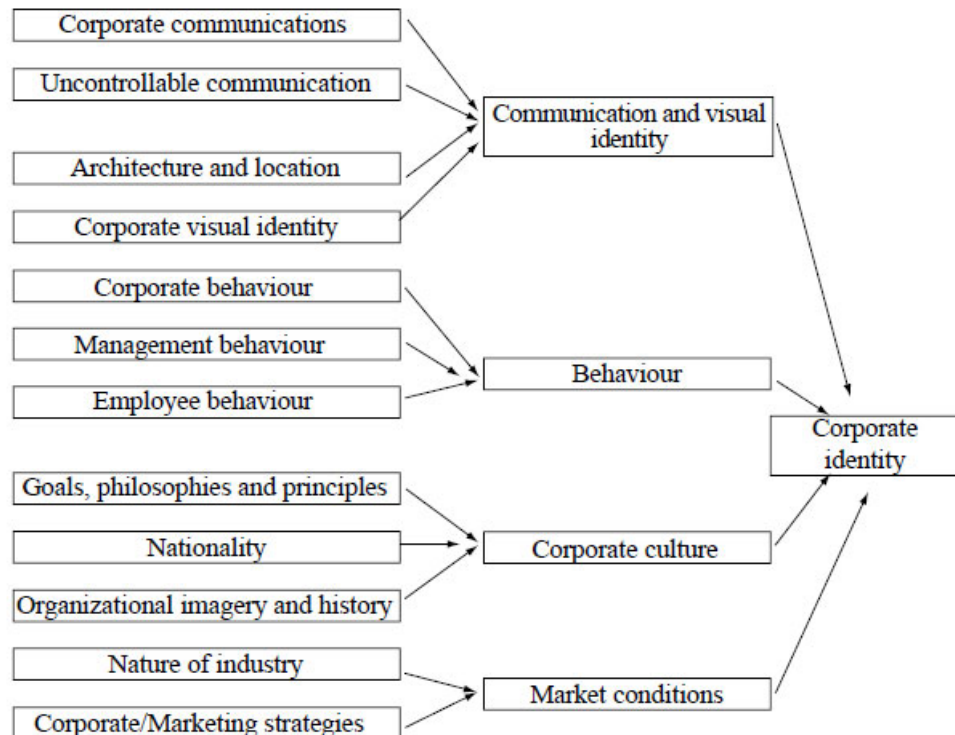 Corporate communications
Uncontrollable communication
Architecture and location
Corporate visual identity
Corporate behaviour
Management behaviour
Employee behaviour
Goals, philosophies and principles
Nationality
Organizational imagery and history
Nature of industry
Corporate/Marketing strategies
Communication and visual
identity
Behaviour
Corporate culture
Market conditions
Corporate
identity